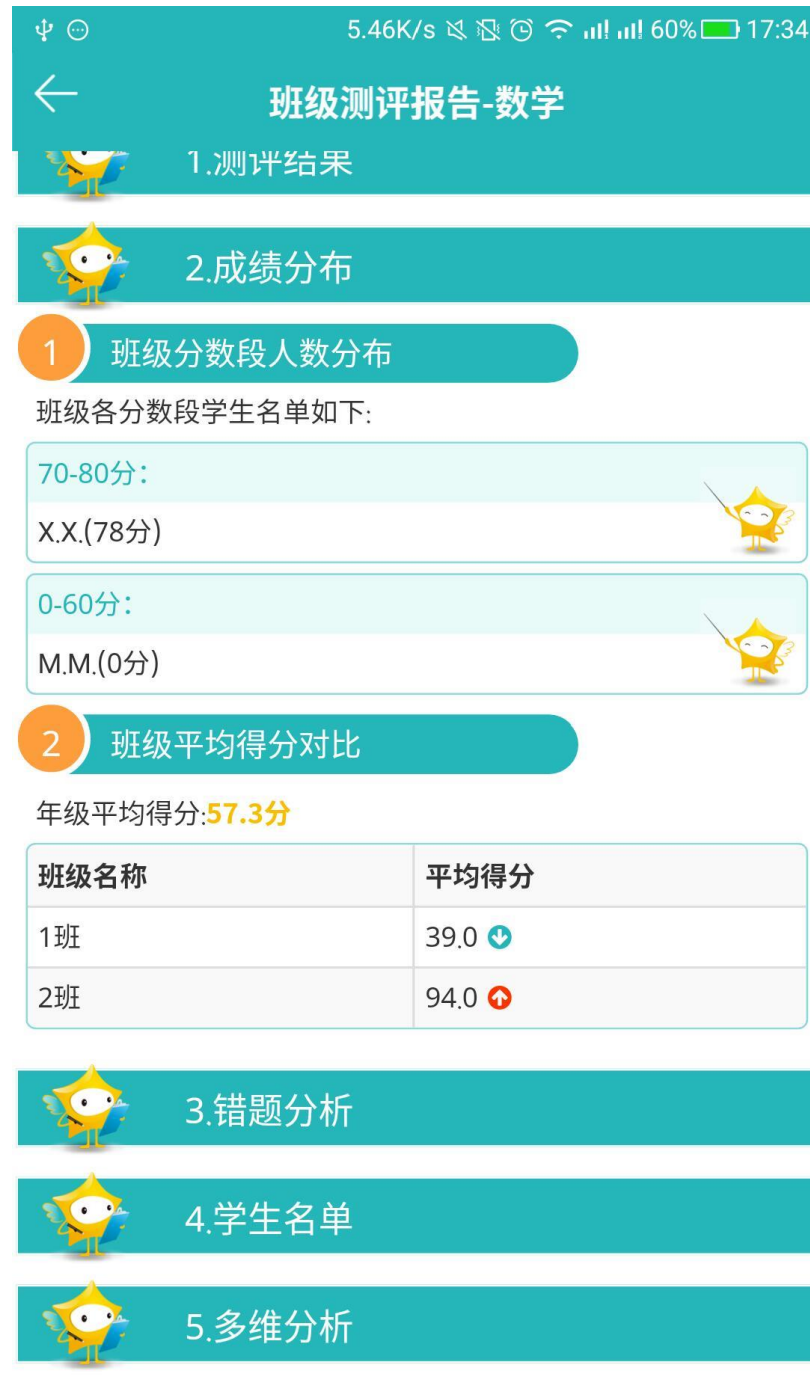 5.46K/s 60% 17:34
班级测评报告-数学
1.测评结果
2.成绩分布
1 班级分数段人数分布
班级各分数段学生名单如下:
70-80分：
X.X.(78分)
0-60分：
M.M.(0分)
2 班级平均得分对比
年级平均得分:57.3分
班级名称 平均得分
1班 39.0
2班 94.0
3.错题分析
4.学生名单
5.多维分析